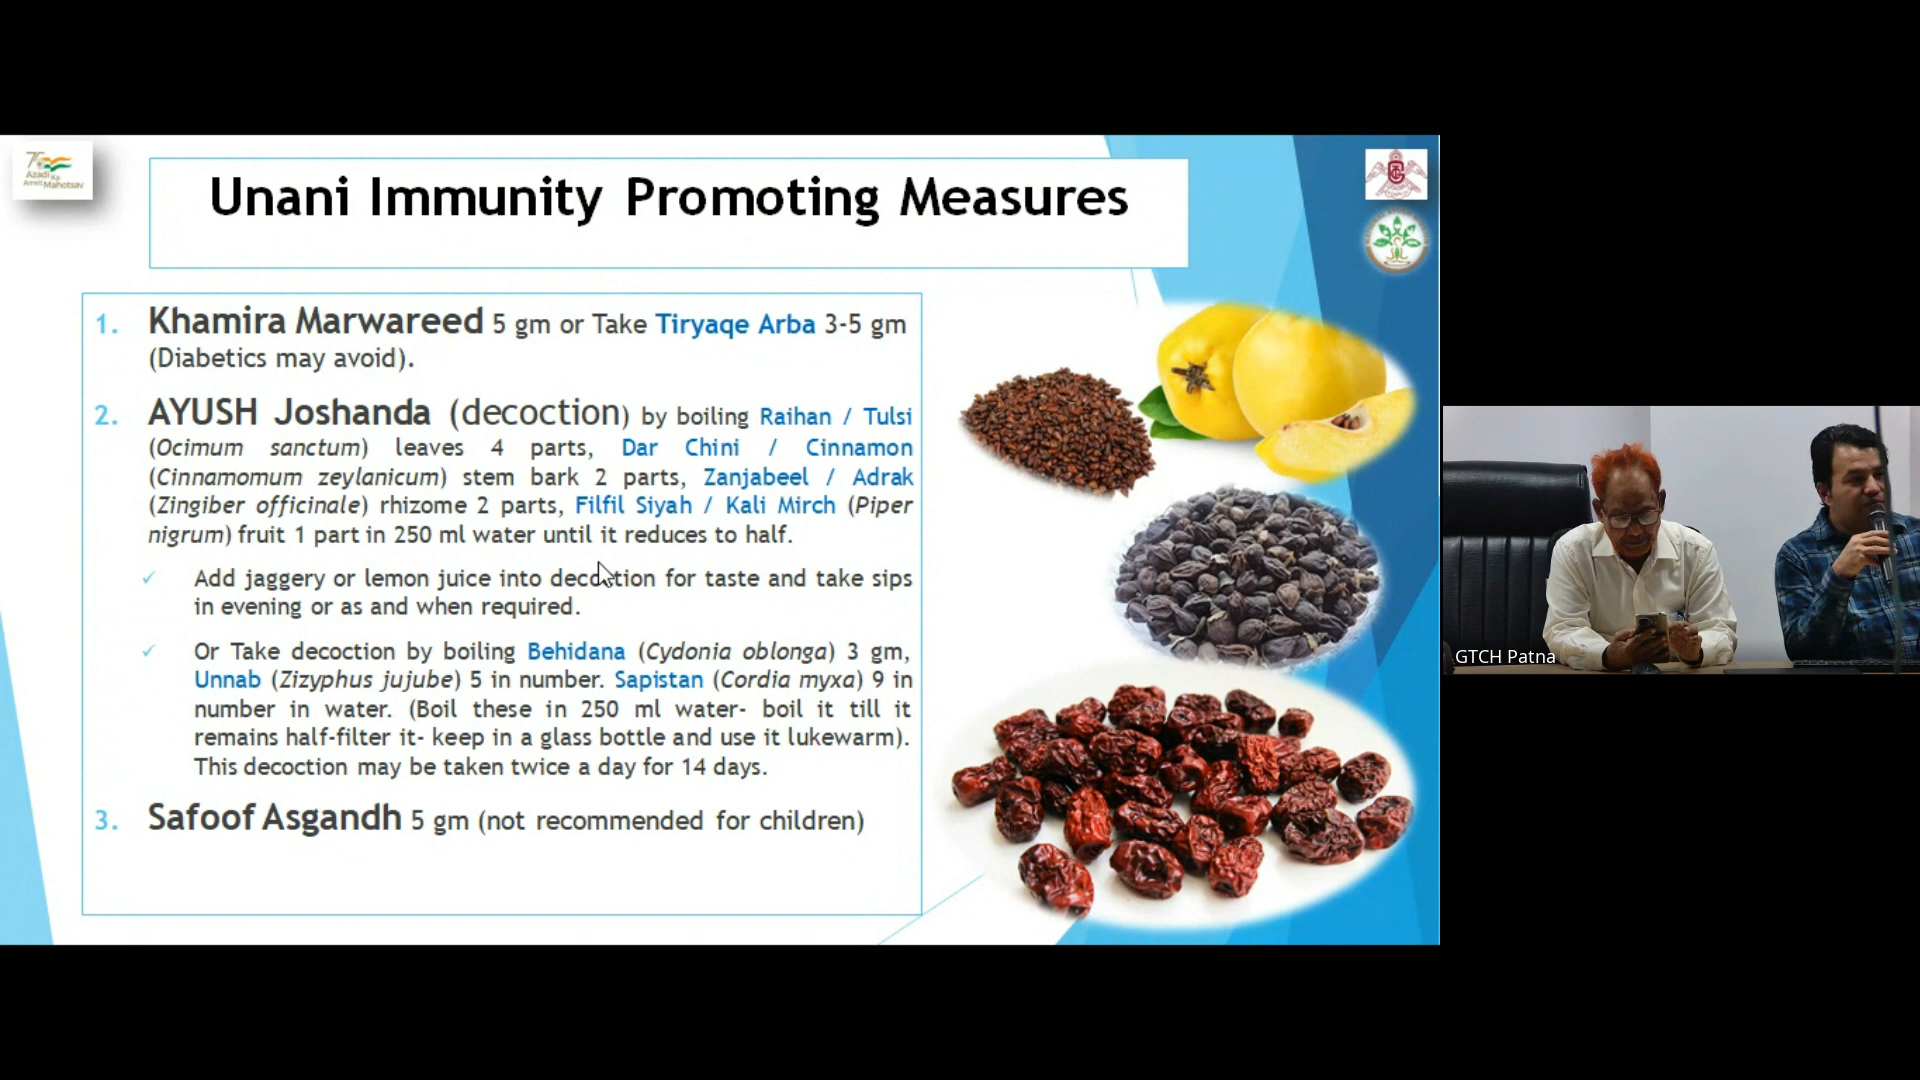 75
Azadi Ka
Amrit Mahotsav
Unani Immunity Promoting Measures
1. Khamira Marwareed 5 gm or Take Tiryaqe Arba 3-5 gm
(Diabetics may avoid).
2. AYUSH Joshanda (decoction) by boiling Raihan / Tulsi
(Ocimum sanctum) leaves 4 parts, Dar Chini / Cinnamon
(Cinnamomum zeylanicum) stem bark 2 parts, Zanjabeel / Adrak
(Zingiber officinale) rhizome 2 parts, Filfil Siyah / Kali Mirch (Piper
nigrum) fruit 1 part in 250 ml water until it reduces to half.
✓ Add jaggery or lemon juice into decoction for taste and take sips
in evening or as and when required.
✓ Or Take decoction by boiling Behidana (Cydonia oblonga) 3 gm,
Unnab (Zizyphus jujube) 5 in number. Sapistan (Cordia myxa) 9 in
number in water. (Boil these in 250 ml water- boil it till it
remains half-filter it- keep in a glass bottle and use it lukewarm).
This decoction may be taken twice a day for 14 days.
3. Safoof Asgandh 5 gm (not recommended for children)
GTCH Patna